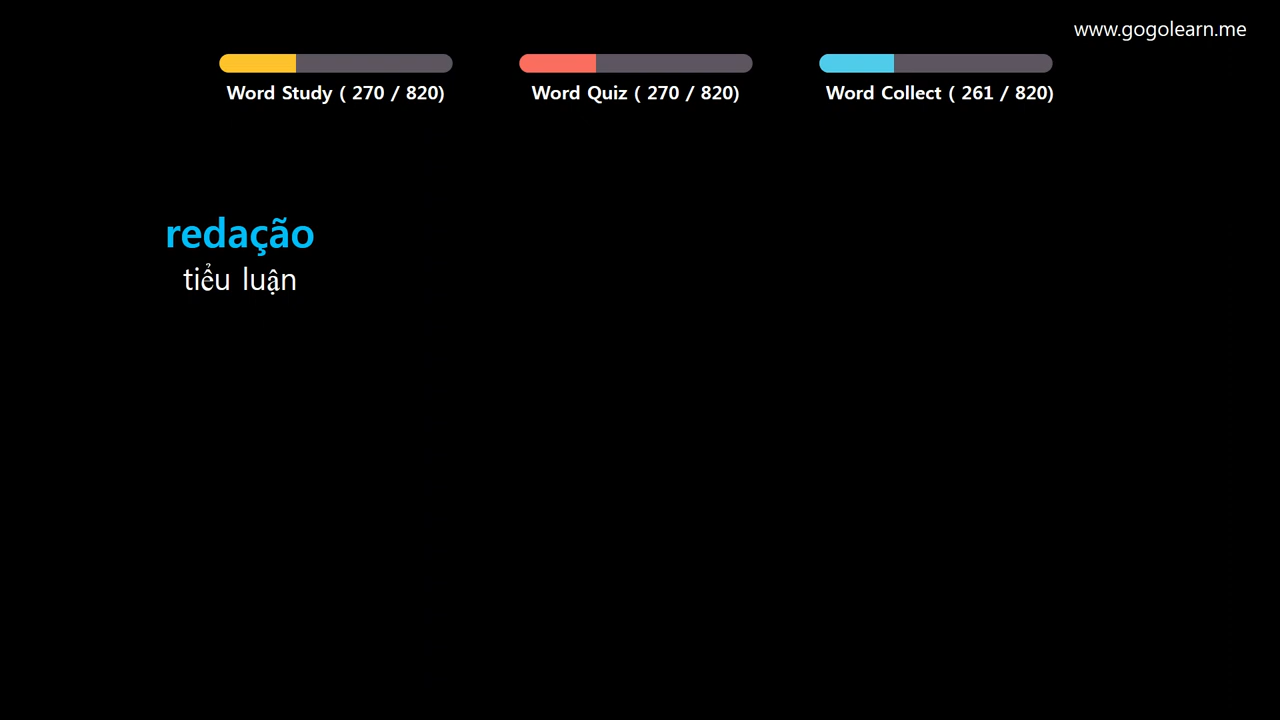 www.gogolearn.me
Word Study ( 270 / 820)
Word Quiz ( 270 / 820)
Word Collect ( 261 / 820)
redação
tiểu luận